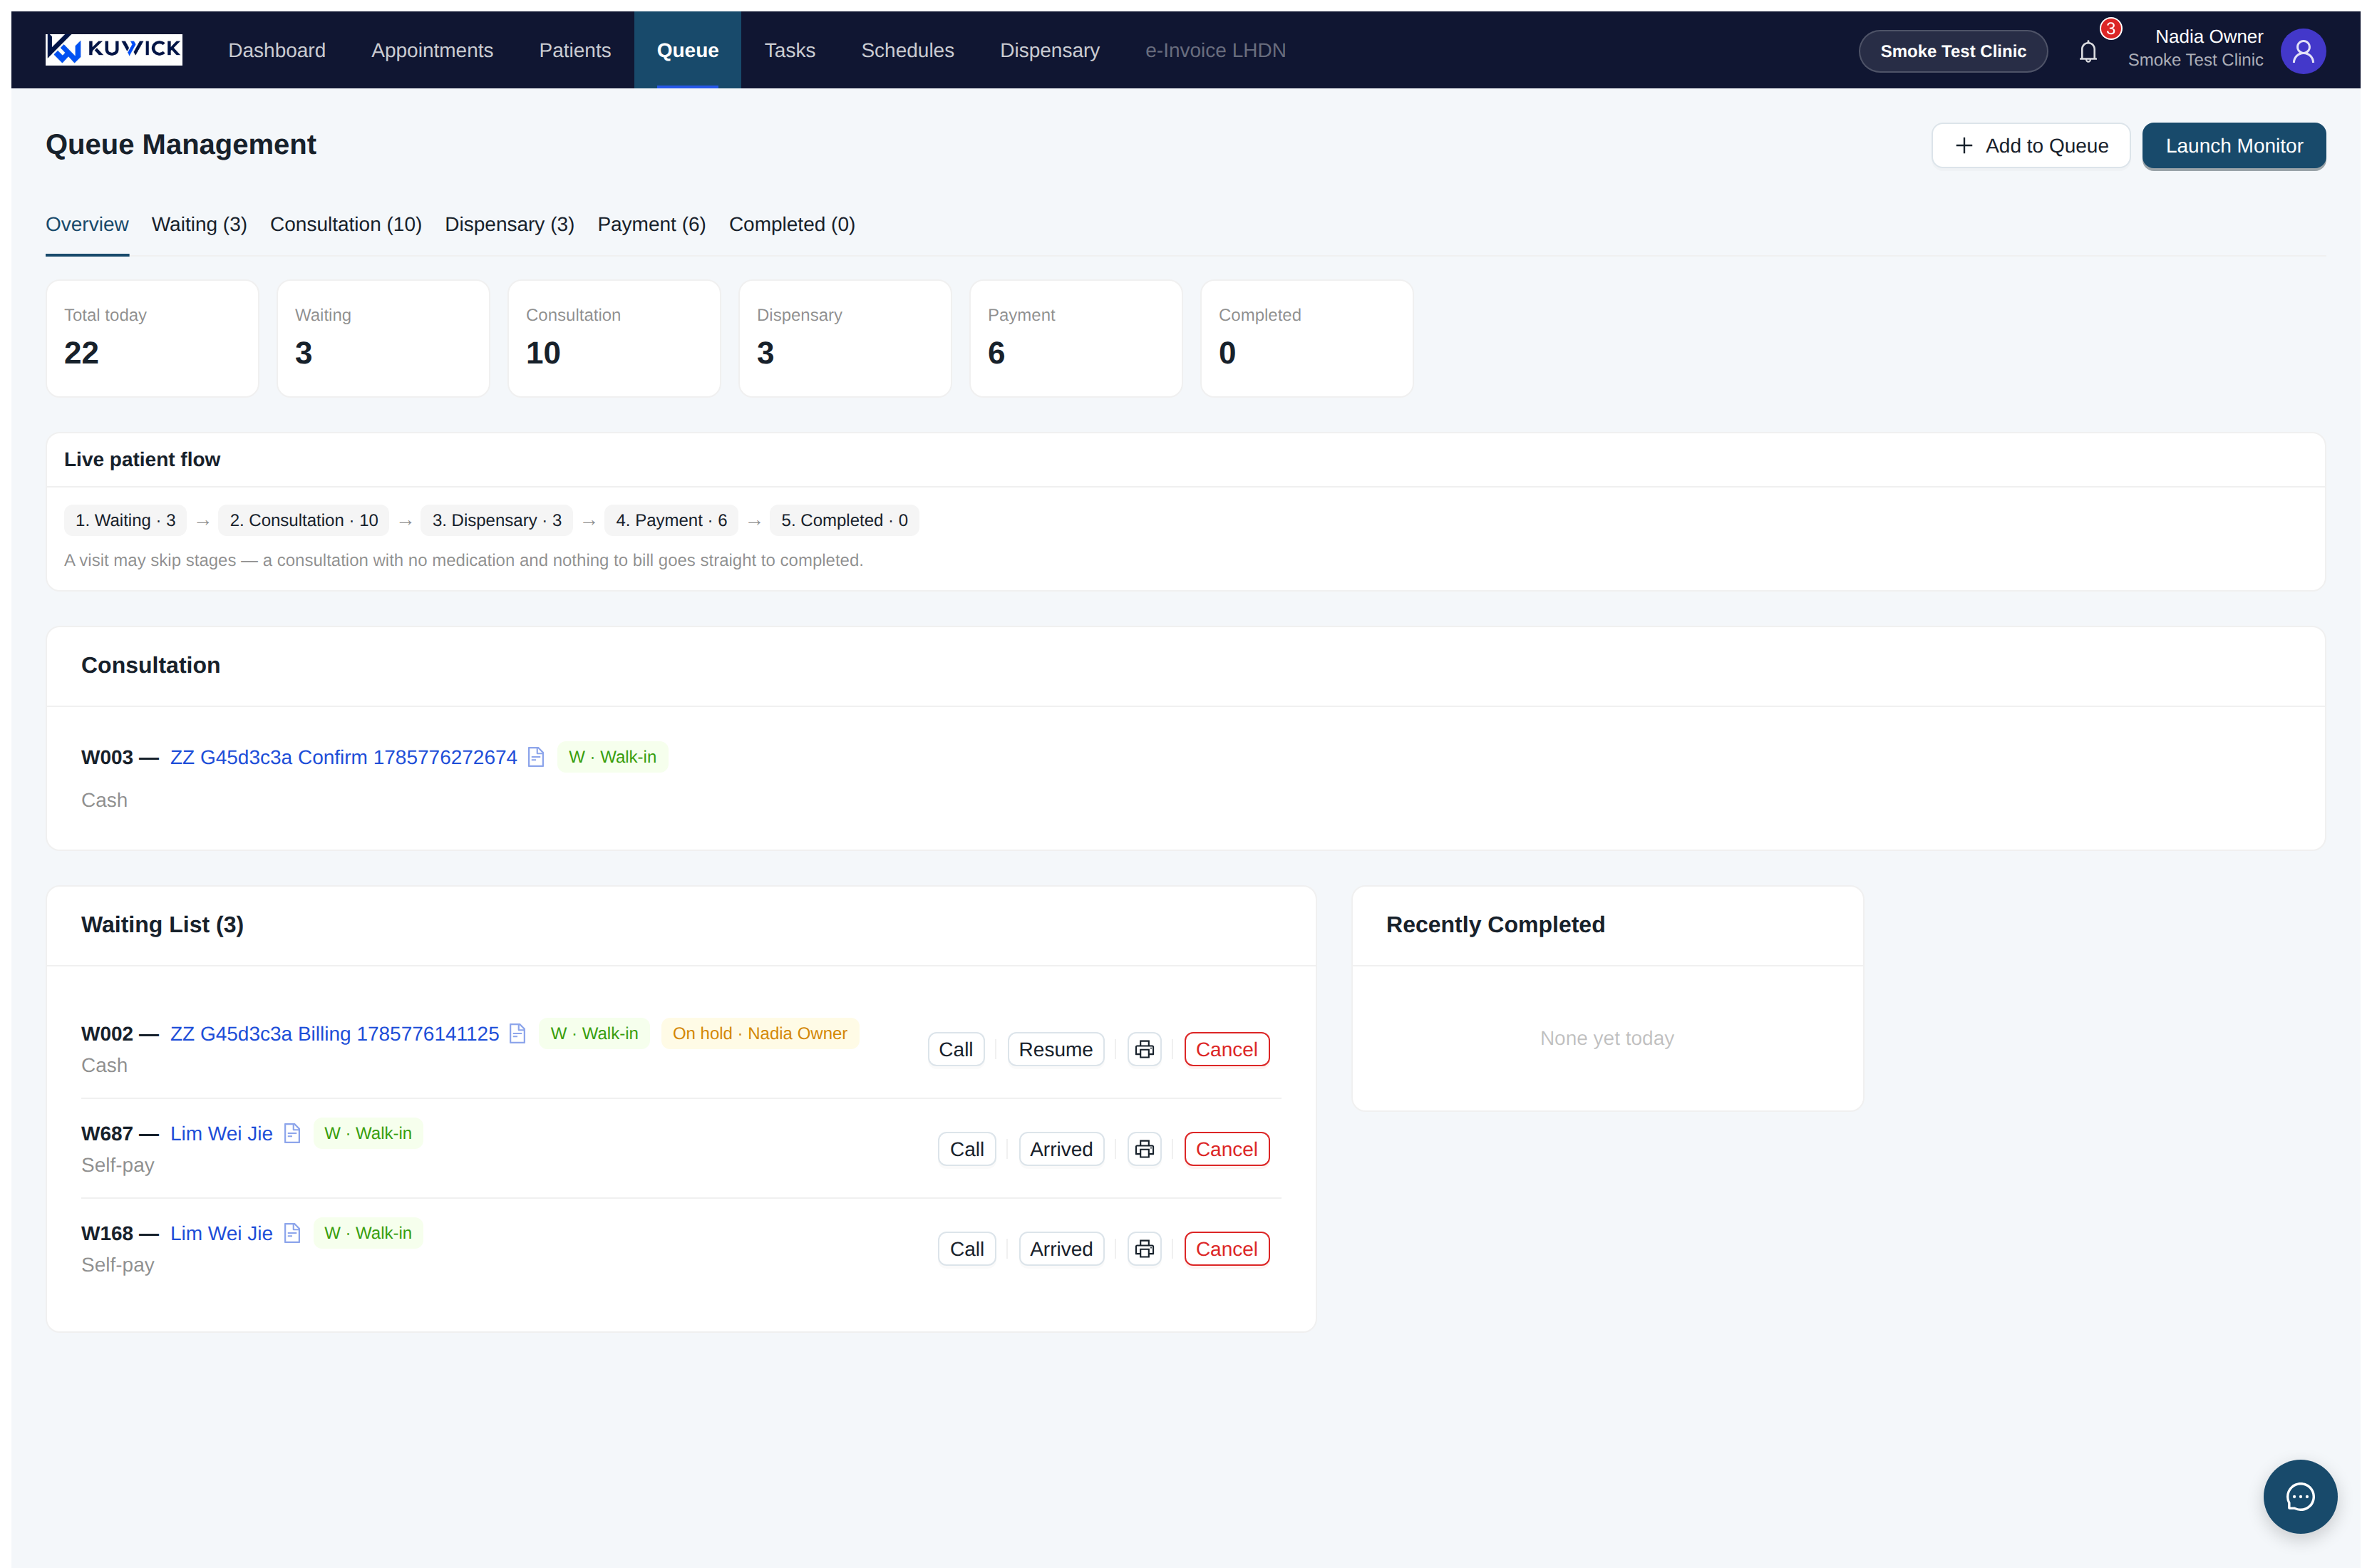 KUWICK
Dashboard
Appointments
Patients
Queue
Tasks
Schedules
Dispensary
e-Invoice LHDN
Smoke Test Clinic
3
Nadia Owner
Smoke Test Clinic
Queue Management
Add to Queue
Launch Monitor
Overview
Waiting (3)
Consultation (10)
Dispensary (3)
Payment (6)
Completed (0)
Total today
22
Waiting
3
Consultation
10
Dispensary
3
Payment
6
Completed
0
Live patient flow
1. Waiting · 3 → 2. Consultation · 10 → 3. Dispensary · 3 → 4. Payment · 6 → 5. Completed · 0
A visit may skip stages — a consultation with no medication and nothing to bill goes straight to completed.
Consultation
W003 — ZZ G45d3c3a Confirm 1785776272674 W · Walk-in
Cash
Waiting List (3)
W002 — ZZ G45d3c3a Billing 1785776141125 W · Walk-in On hold · Nadia Owner
Cash
Call Resume Cancel
W687 — Lim Wei Jie W · Walk-in
Self-pay
Call Arrived Cancel
W168 — Lim Wei Jie W · Walk-in
Self-pay
Call Arrived Cancel
Recently Completed
None yet today